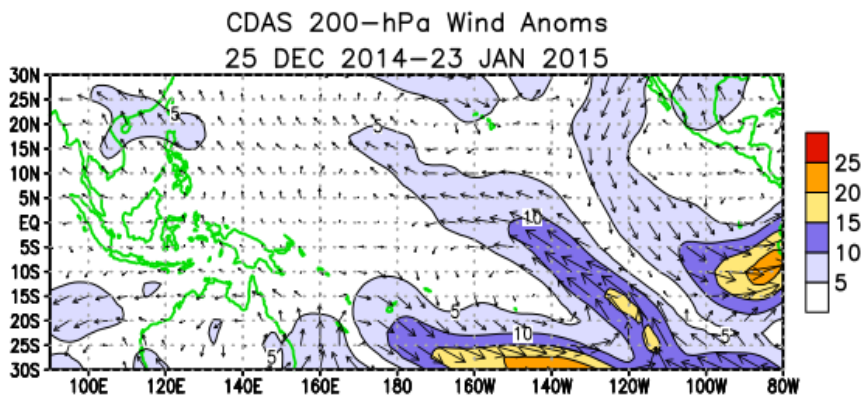 CDAS 200-hPa Wind Anoms
25 DEC 2014-23 JAN 2015
30N
25N
20N
15N
10N
5N
EQ
5S
10S
15S
20S
25S
30S
5
5
10
5
10
5
5
100E 120E 140E 160E 180 160W 140W 120W 100W 80W
25
20
15
10
5